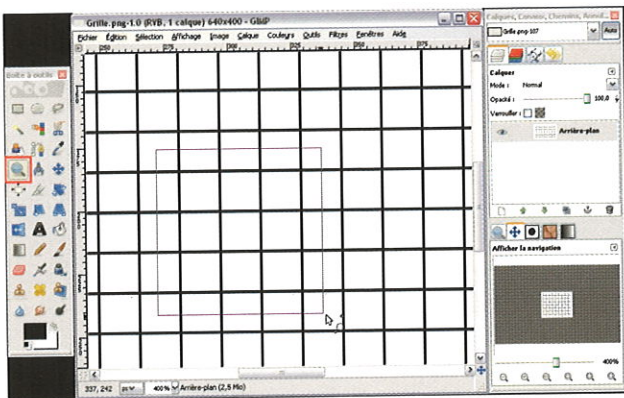 Grille.png-1.0 (RVB, 1 calque) 640x400 - GIMP
Fichier Édition Sélection Affichage Image Calque Couleurs Outils Filtres Fenêtres Aide
Boîte à outils
337, 242 px 400% Arrière-plan (2,5 Mio)
Calques, Canaux, Chemins, Annul...
Grille.png-107 Auto
Calques
Mode : Normal
Opacité : 100,0
Verrouiller :
Arrière-plan
Afficher la navigation
400%